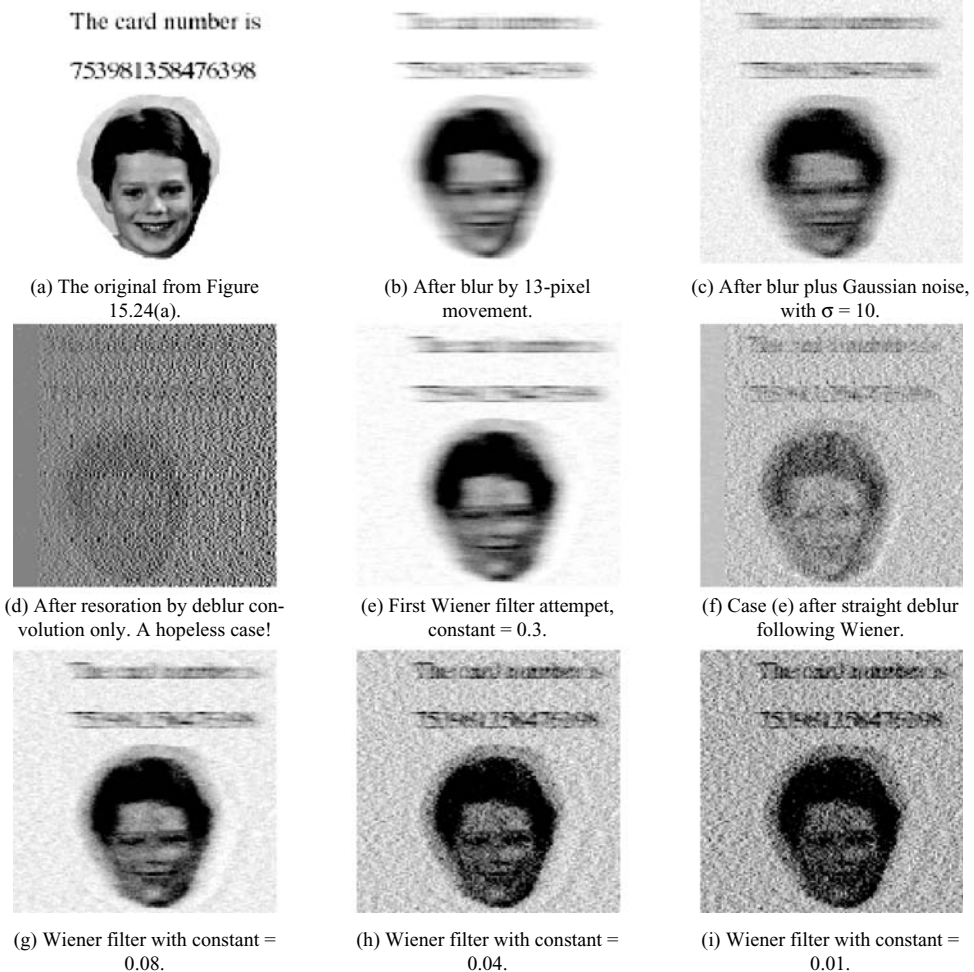 The card number is
753981358476398
(a) The original from Figure
15.24(a).
(b) After blur by 13-pixel
movement.
(c) After blur plus Gaussian noise,
with σ = 10.
(d) After resoration by deblur con-
volution only. A hopeless case!
(e) First Wiener filter attempet,
constant = 0.3.
(f) Case (e) after straight deblur
following Wiener.
(g) Wiener filter with constant =
0.08.
(h) Wiener filter with constant =
0.04.
(i) Wiener filter with constant =
0.01.